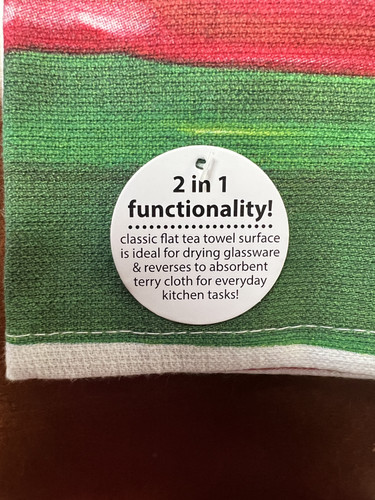 2 in 1
functionality!
classic flat tea towel surface
is ideal for drying glassware
& reverses to absorbent
terry cloth for everyday
kitchen tasks!